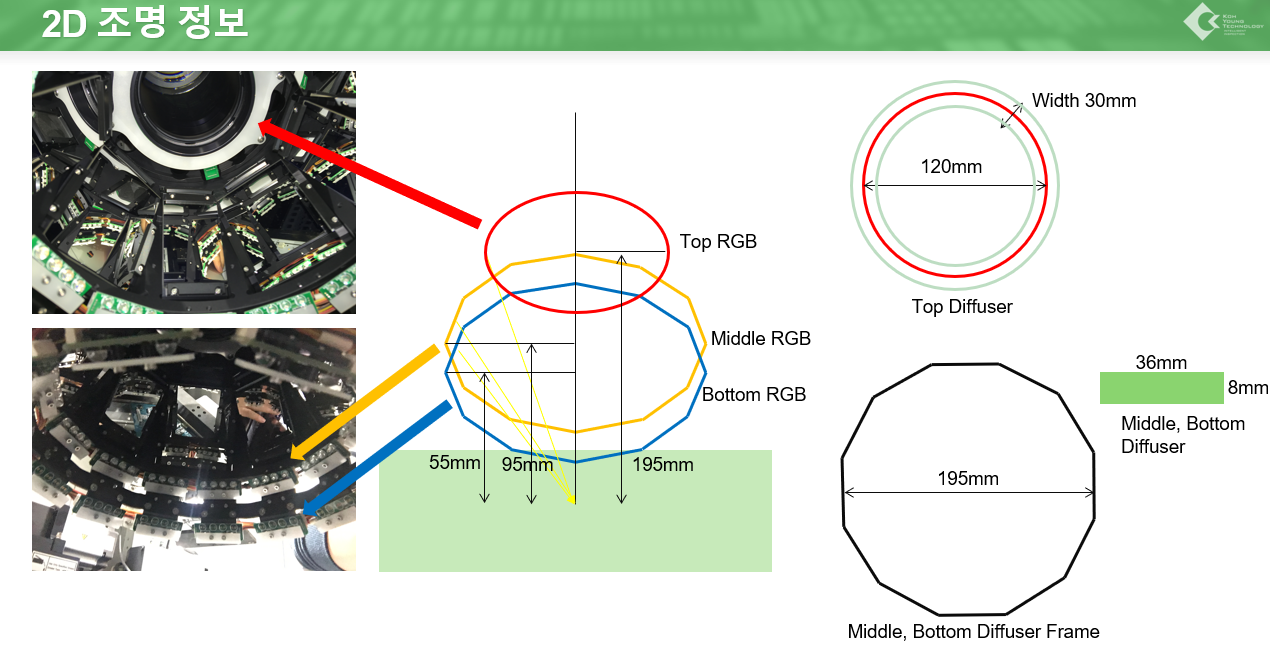 2D 조명 정보
KOH
YOUNG
TECHNOLOGY
Width 30mm
120mm
Top RGB
Top Diffuser
Middle RGB
36mm
8mm
Bottom RGB
Middle, Bottom
Diffuser
55mm
95mm
195mm
195mm
Middle, Bottom Diffuser Frame